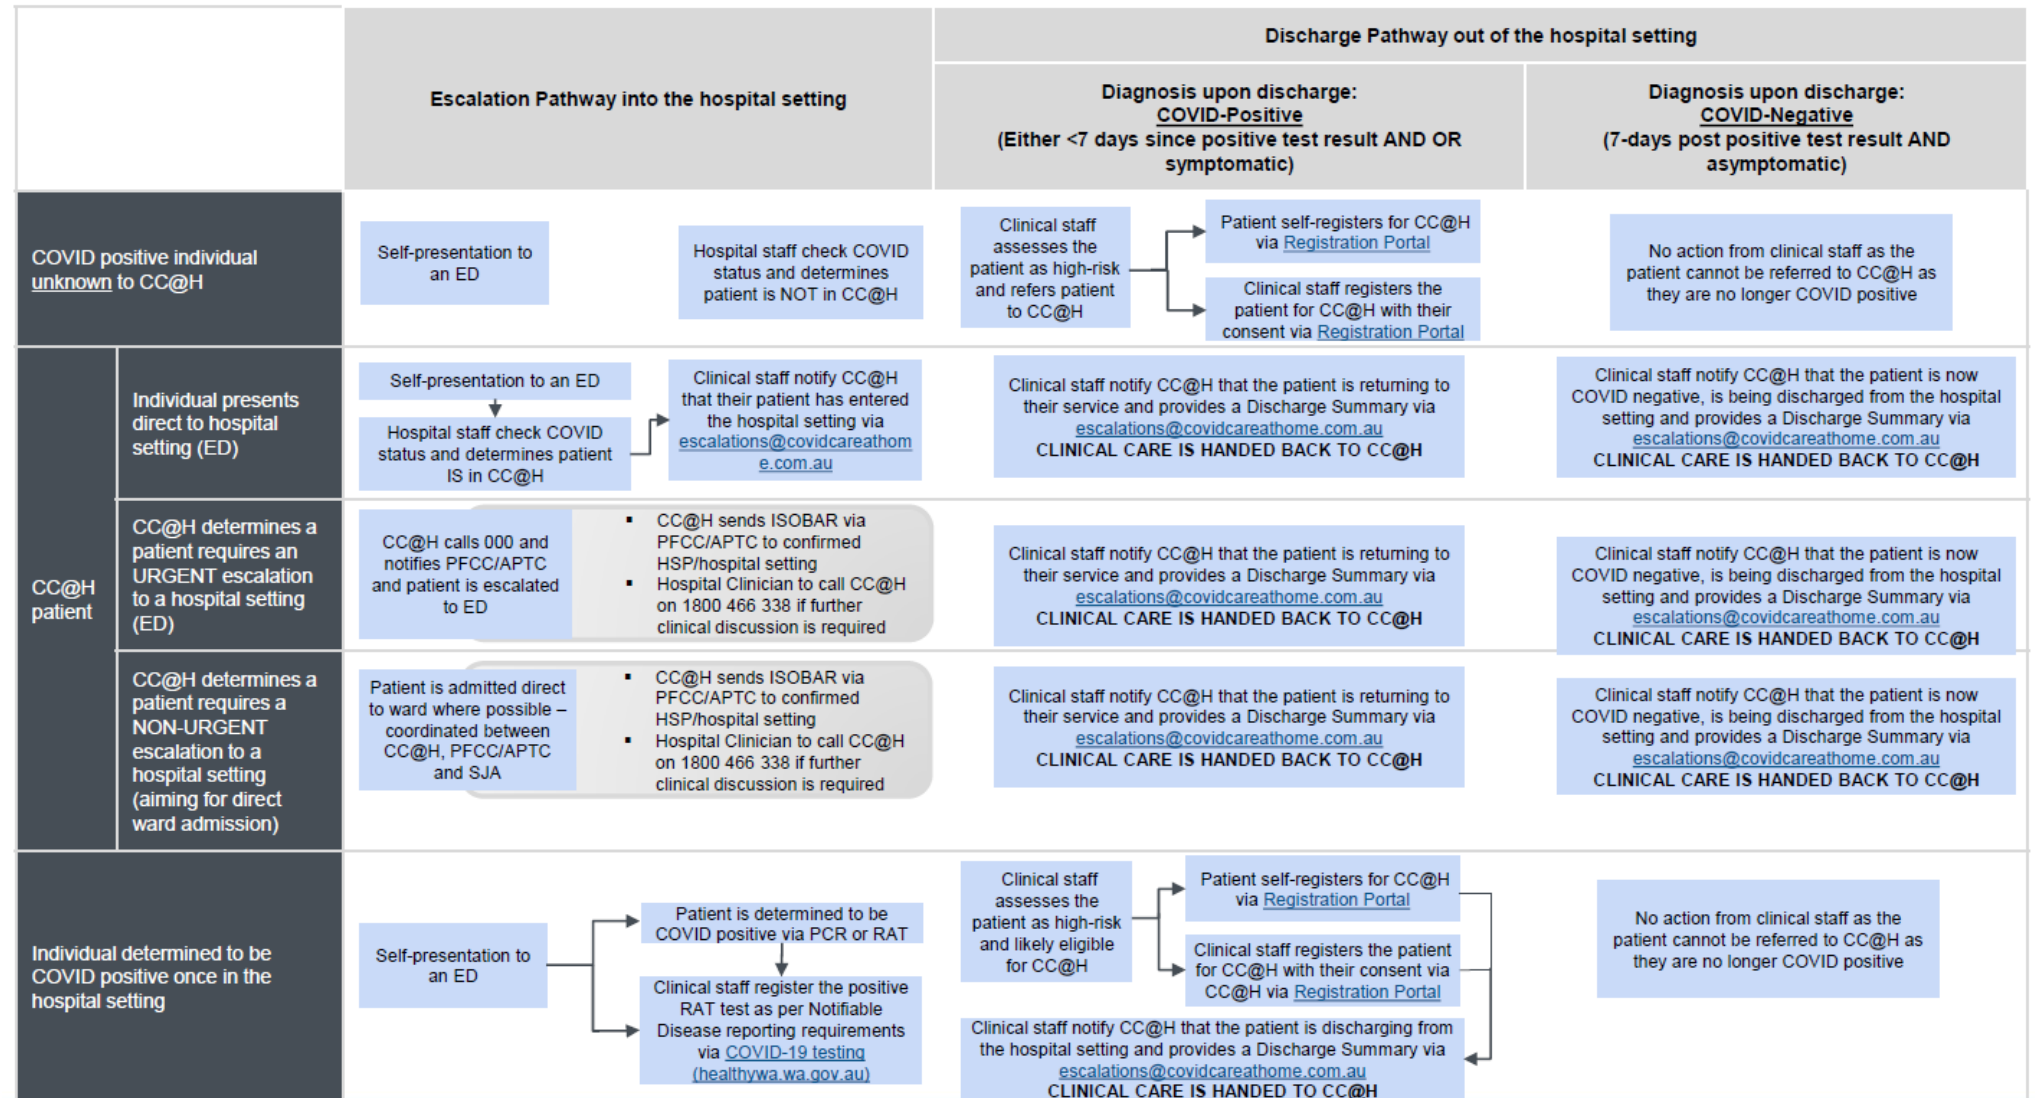 Discharge Pathway out of the hospital setting
Escalation Pathway into the hospital setting
Diagnosis upon discharge:
COVID-Positive
(Either <7 days since positive test result AND OR
symptomatic)
Diagnosis upon discharge:
COVID-Negative
(7-days post positive test result AND
asymptomatic)
COVID positive individual
unknown to CC@H
Self-presentation to
an ED
Hospital staff check COVID
status and determines
patient is NOT in CC@H
Clinical staff
assesses the
patient as high-risk
and refers patient
to CC@H
Patient self-registers for CC@H
via Registration Portal
Clinical staff registers the
patient for CC@H with their
consent via Registration Portal
No action from clinical staff as the
patient cannot be referred to CC@H as
they are no longer COVID positive
CC@H
patient
Individual presents
direct to hospital
setting (ED)
Self-presentation to an ED
Hospital staff check COVID
status and determines patient
IS in CC@H
Clinical staff notify CC@H
that their patient has entered
the hospital setting via
escalations@covidcareathom
e.com.au
Clinical staff notify CC@H that the patient is returning to
their service and provides a Discharge Summary via
escalations@covidcareathome.com.au
CLINICAL CARE IS HANDED BACK TO CC@H
Clinical staff notify CC@H that the patient is now
COVID negative, is being discharged from the hospital
setting and provides a Discharge Summary via
escalations@covidcareathome.com.au
CLINICAL CARE IS HANDED BACK TO CC@H
CC@H determines a
patient requires an
URGENT escalation
to a hospital setting
(ED)
CC@H calls 000 and
notifies PFCC/APTC
and patient is escalated
to ED
▪ CC@H sends ISOBAR via
PFCC/APTC to confirmed
HSP/hospital setting
▪ Hospital Clinician to call CC@H
on 1800 466 338 if further
clinical discussion is required
Clinical staff notify CC@H that the patient is returning to
their service and provides a Discharge Summary via
escalations@covidcareathome.com.au
CLINICAL CARE IS HANDED BACK TO CC@H
Clinical staff notify CC@H that the patient is now
COVID negative, is being discharged from the hospital
setting and provides a Discharge Summary via
escalations@covidcareathome.com.au
CLINICAL CARE IS HANDED BACK TO CC@H
CC@H determines a
patient requires a
NON-URGENT
escalation to a
hospital setting
(aiming for direct
ward admission)
Patient is admitted direct
to ward where possible –
coordinated between
CC@H, PFCC/APTC
and SJA
▪ CC@H sends ISOBAR via
PFCC/APTC to confirmed
HSP/hospital setting
▪ Hospital Clinician to call CC@H
on 1800 466 338 if further
clinical discussion is required
Clinical staff notify CC@H that the patient is returning to
their service and provides a Discharge Summary via
escalations@covidcareathome.com.au
CLINICAL CARE IS HANDED BACK TO CC@H
Clinical staff notify CC@H that the patient is now
COVID negative, is being discharged from the hospital
setting and provides a Discharge Summary via
escalations@covidcareathome.com.au
CLINICAL CARE IS HANDED BACK TO CC@H
Individual determined to be
COVID positive once in the
hospital setting
Self-presentation to
an ED
Patient is determined to be
COVID positive via PCR or RAT
Clinical staff register the positive
RAT test as per Notifiable
Disease reporting requirements
via COVID-19 testing
(healthywa.wa.gov.au)
Clinical staff
assesses the
patient as high-risk
and likely eligible
for CC@H
Patient self-registers for CC@H
via Registration Portal
Clinical staff registers the patient
for CC@H with their consent via
CC@H via Registration Portal
Clinical staff notify CC@H that the patient is discharging from
the hospital setting and provides a Discharge Summary via
escalations@covidcareathome.com.au
CLINICAL CARE IS HANDED TO CC@H
No action from clinical staff as the
patient cannot be referred to CC@H as
they are no longer COVID positive